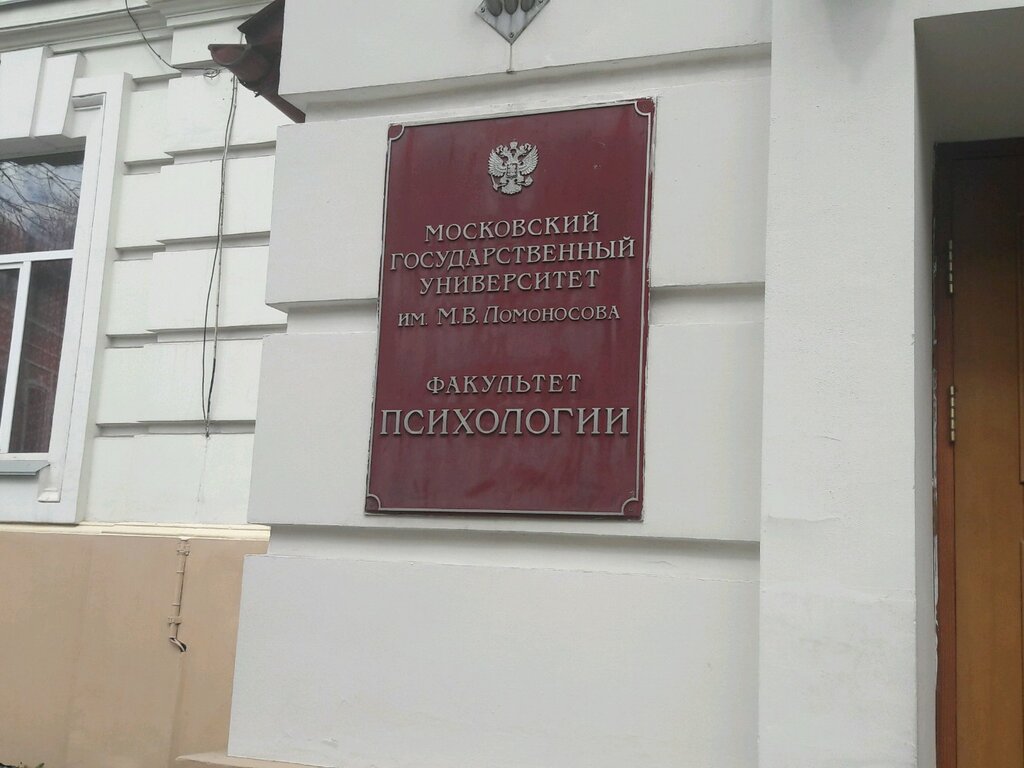 МОСКОВСКИЙ
ГОСУДАРСТВЕННЫЙ
УНИВЕРСИТЕТ
ИМ. М.В. ЛОМОНОСОВА
ФАКУЛЬТЕТ
ПСИХОЛОГИИ